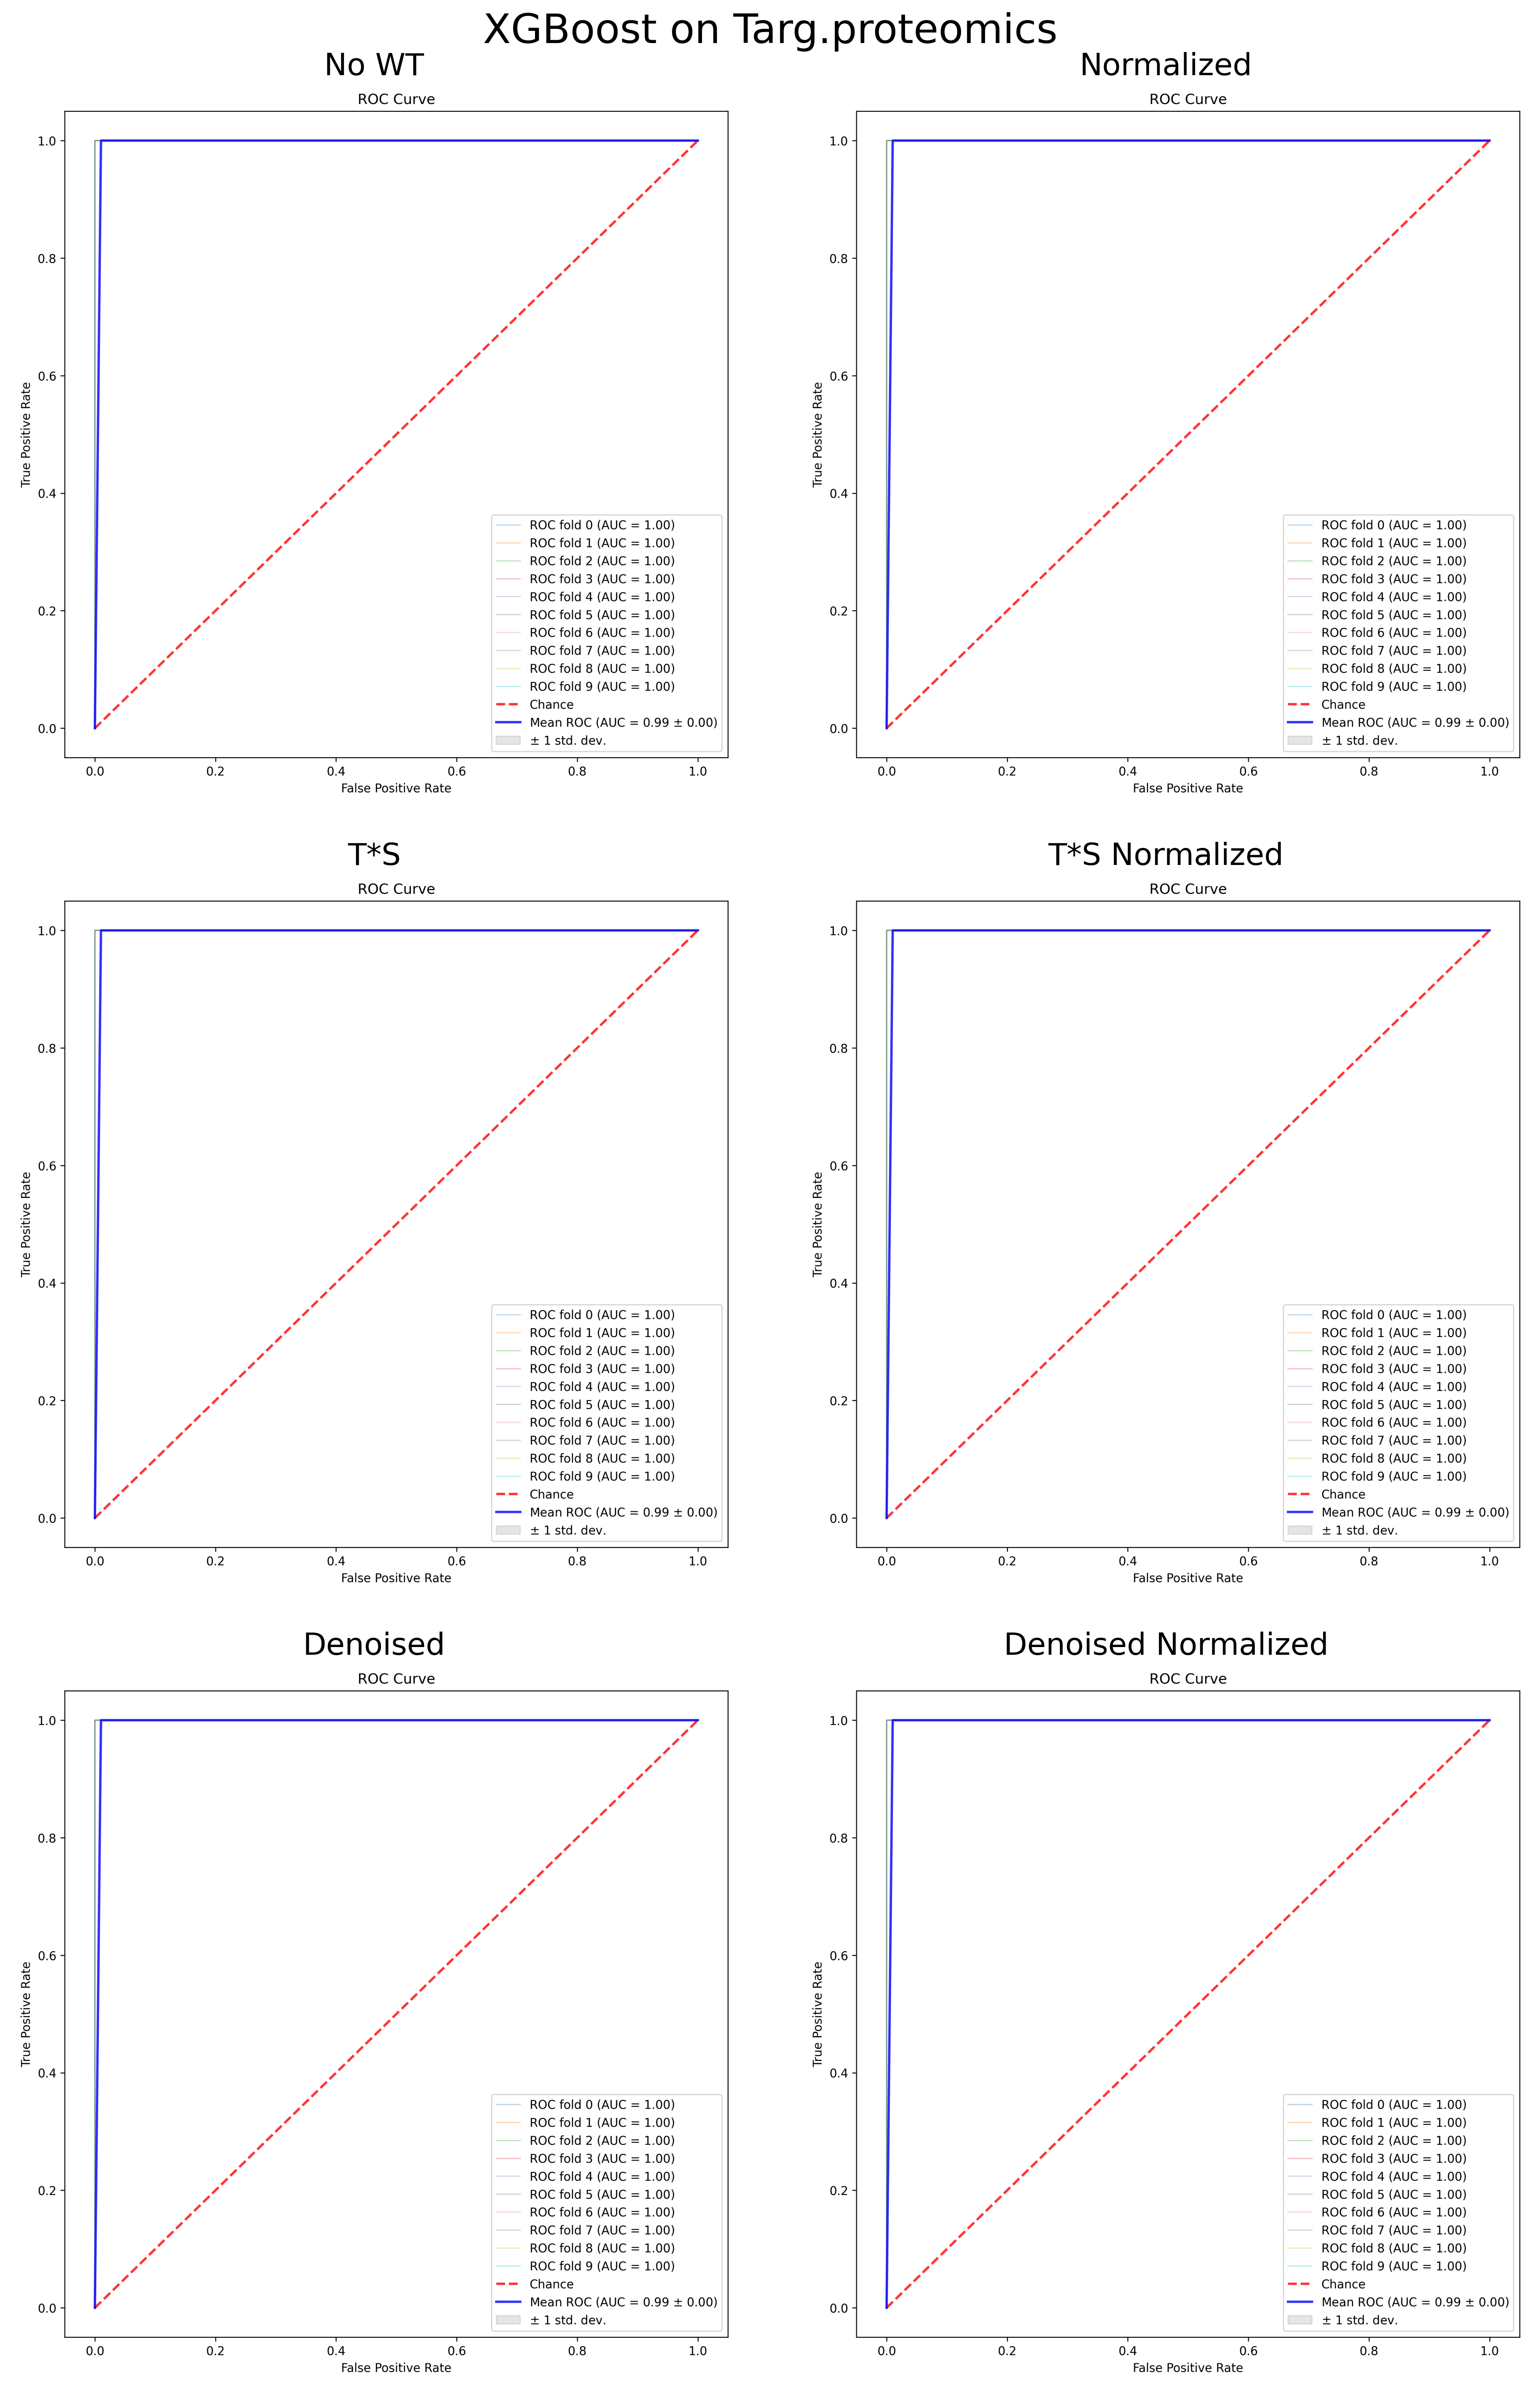 XGBoost on Targ.proteomics
No WT
ROC Curve
1.0
0.8
0.6
0.4
0.2
0.0
True Positive Rate
ROC fold 0 (AUC = 1.00)
ROC fold 1 (AUC = 1.00)
ROC fold 2 (AUC = 1.00)
ROC fold 3 (AUC = 1.00)
ROC fold 4 (AUC = 1.00)
ROC fold 5 (AUC = 1.00)
ROC fold 6 (AUC = 1.00)
ROC fold 7 (AUC = 1.00)
ROC fold 8 (AUC = 1.00)
ROC fold 9 (AUC = 1.00)
Chance
Mean ROC (AUC = 0.99 ± 0.00)
± 1 std. dev.
0.0 0.2 0.4 0.6 0.8 1.0
False Positive Rate
Normalized
ROC Curve
1.0
0.8
0.6
0.4
0.2
0.0
True Positive Rate
ROC fold 0 (AUC = 1.00)
ROC fold 1 (AUC = 1.00)
ROC fold 2 (AUC = 1.00)
ROC fold 3 (AUC = 1.00)
ROC fold 4 (AUC = 1.00)
ROC fold 5 (AUC = 1.00)
ROC fold 6 (AUC = 1.00)
ROC fold 7 (AUC = 1.00)
ROC fold 8 (AUC = 1.00)
ROC fold 9 (AUC = 1.00)
Chance
Mean ROC (AUC = 0.99 ± 0.00)
± 1 std. dev.
0.0 0.2 0.4 0.6 0.8 1.0
False Positive Rate
T*S
ROC Curve
1.0
0.8
0.6
0.4
0.2
0.0
True Positive Rate
ROC fold 0 (AUC = 1.00)
ROC fold 1 (AUC = 1.00)
ROC fold 2 (AUC = 1.00)
ROC fold 3 (AUC = 1.00)
ROC fold 4 (AUC = 1.00)
ROC fold 5 (AUC = 1.00)
ROC fold 6 (AUC = 1.00)
ROC fold 7 (AUC = 1.00)
ROC fold 8 (AUC = 1.00)
ROC fold 9 (AUC = 1.00)
Chance
Mean ROC (AUC = 0.99 ± 0.00)
± 1 std. dev.
0.0 0.2 0.4 0.6 0.8 1.0
False Positive Rate
T*S Normalized
ROC Curve
1.0
0.8
0.6
0.4
0.2
0.0
True Positive Rate
ROC fold 0 (AUC = 1.00)
ROC fold 1 (AUC = 1.00)
ROC fold 2 (AUC = 1.00)
ROC fold 3 (AUC = 1.00)
ROC fold 4 (AUC = 1.00)
ROC fold 5 (AUC = 1.00)
ROC fold 6 (AUC = 1.00)
ROC fold 7 (AUC = 1.00)
ROC fold 8 (AUC = 1.00)
ROC fold 9 (AUC = 1.00)
Chance
Mean ROC (AUC = 0.99 ± 0.00)
± 1 std. dev.
0.0 0.2 0.4 0.6 0.8 1.0
False Positive Rate
Denoised
ROC Curve
1.0
0.8
0.6
0.4
0.2
0.0
True Positive Rate
ROC fold 0 (AUC = 1.00)
ROC fold 1 (AUC = 1.00)
ROC fold 2 (AUC = 1.00)
ROC fold 3 (AUC = 1.00)
ROC fold 4 (AUC = 1.00)
ROC fold 5 (AUC = 1.00)
ROC fold 6 (AUC = 1.00)
ROC fold 7 (AUC = 1.00)
ROC fold 8 (AUC = 1.00)
ROC fold 9 (AUC = 1.00)
Chance
Mean ROC (AUC = 0.99 ± 0.00)
± 1 std. dev.
0.0 0.2 0.4 0.6 0.8 1.0
False Positive Rate
Denoised Normalized
ROC Curve
1.0
0.8
0.6
0.4
0.2
0.0
True Positive Rate
ROC fold 0 (AUC = 1.00)
ROC fold 1 (AUC = 1.00)
ROC fold 2 (AUC = 1.00)
ROC fold 3 (AUC = 1.00)
ROC fold 4 (AUC = 1.00)
ROC fold 5 (AUC = 1.00)
ROC fold 6 (AUC = 1.00)
ROC fold 7 (AUC = 1.00)
ROC fold 8 (AUC = 1.00)
ROC fold 9 (AUC = 1.00)
Chance
Mean ROC (AUC = 0.99 ± 0.00)
± 1 std. dev.
0.0 0.2 0.4 0.6 0.8 1.0
False Positive Rate